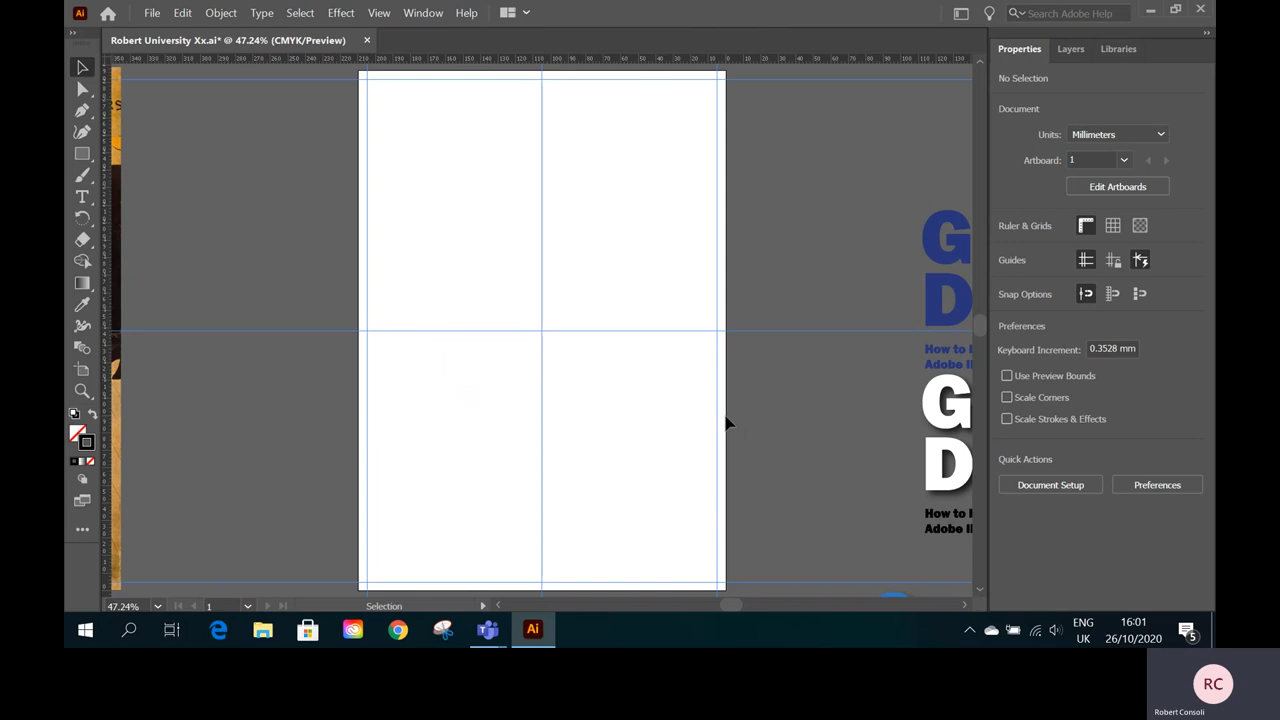 Ai File Edit Object Type Select Effect View Window Help Search Adobe Help
Robert University Xx.ai* @ 47.24% (CMYK/Preview)
Properties Layers Libraries
No Selection
Document
Units: Millimeters
Artboard: 1
Edit Artboards
Ruler & Grids
Guides
Snap Options
Preferences
Keyboard Increment: 0.3528 mm
Use Preview Bounds
Scale Corners
Scale Strokes & Effects
Quick Actions
Document Setup Preferences
G
D
How to
Adobe
G
D
How to
Adobe
T
47.24% 1 Selection
Ai
ENG
UK
16:01
26/10/2020
5
RC
Robert Consoli